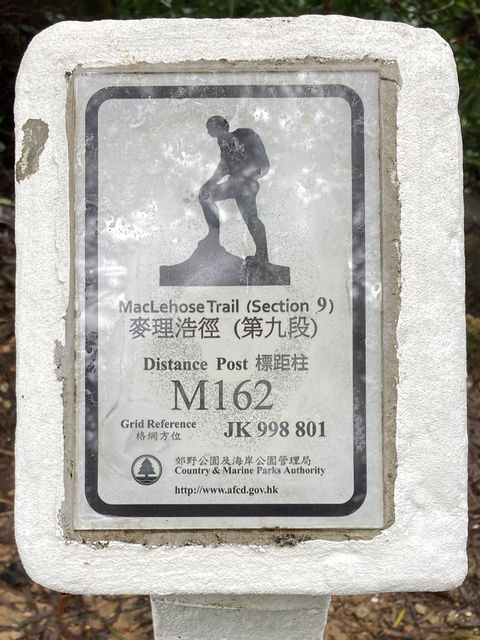 MacLehose Trail (Section 9)
麥理浩徑 (第九段)
Distance Post 標距柱
M162
Grid Reference JK 998 801
格網方位
郊野公園及海岸公園管理局
Country & Marine Parks Authority
http://www.afcd.gov.hk